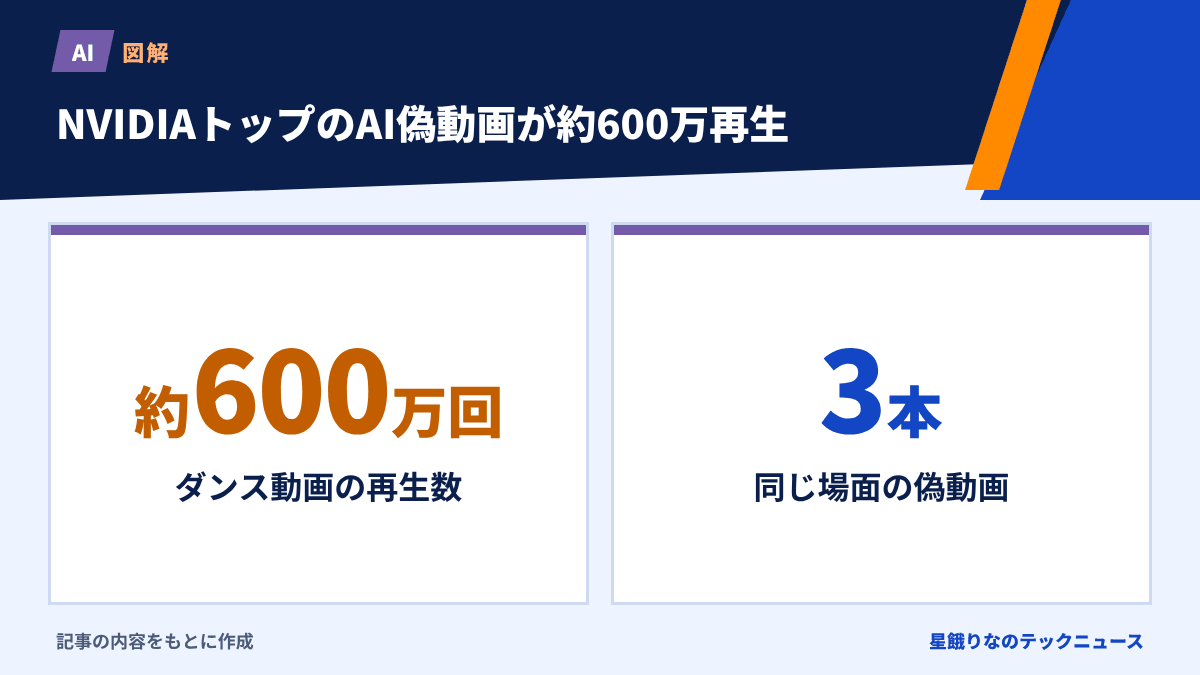 AI 図解
NVIDIAトップのAI偽動画が約600万再生
約600万回
ダンス動画の再生数
3本
同じ場面の偽動画
記事の内容をもとに作成
星餓りなのテックニュース